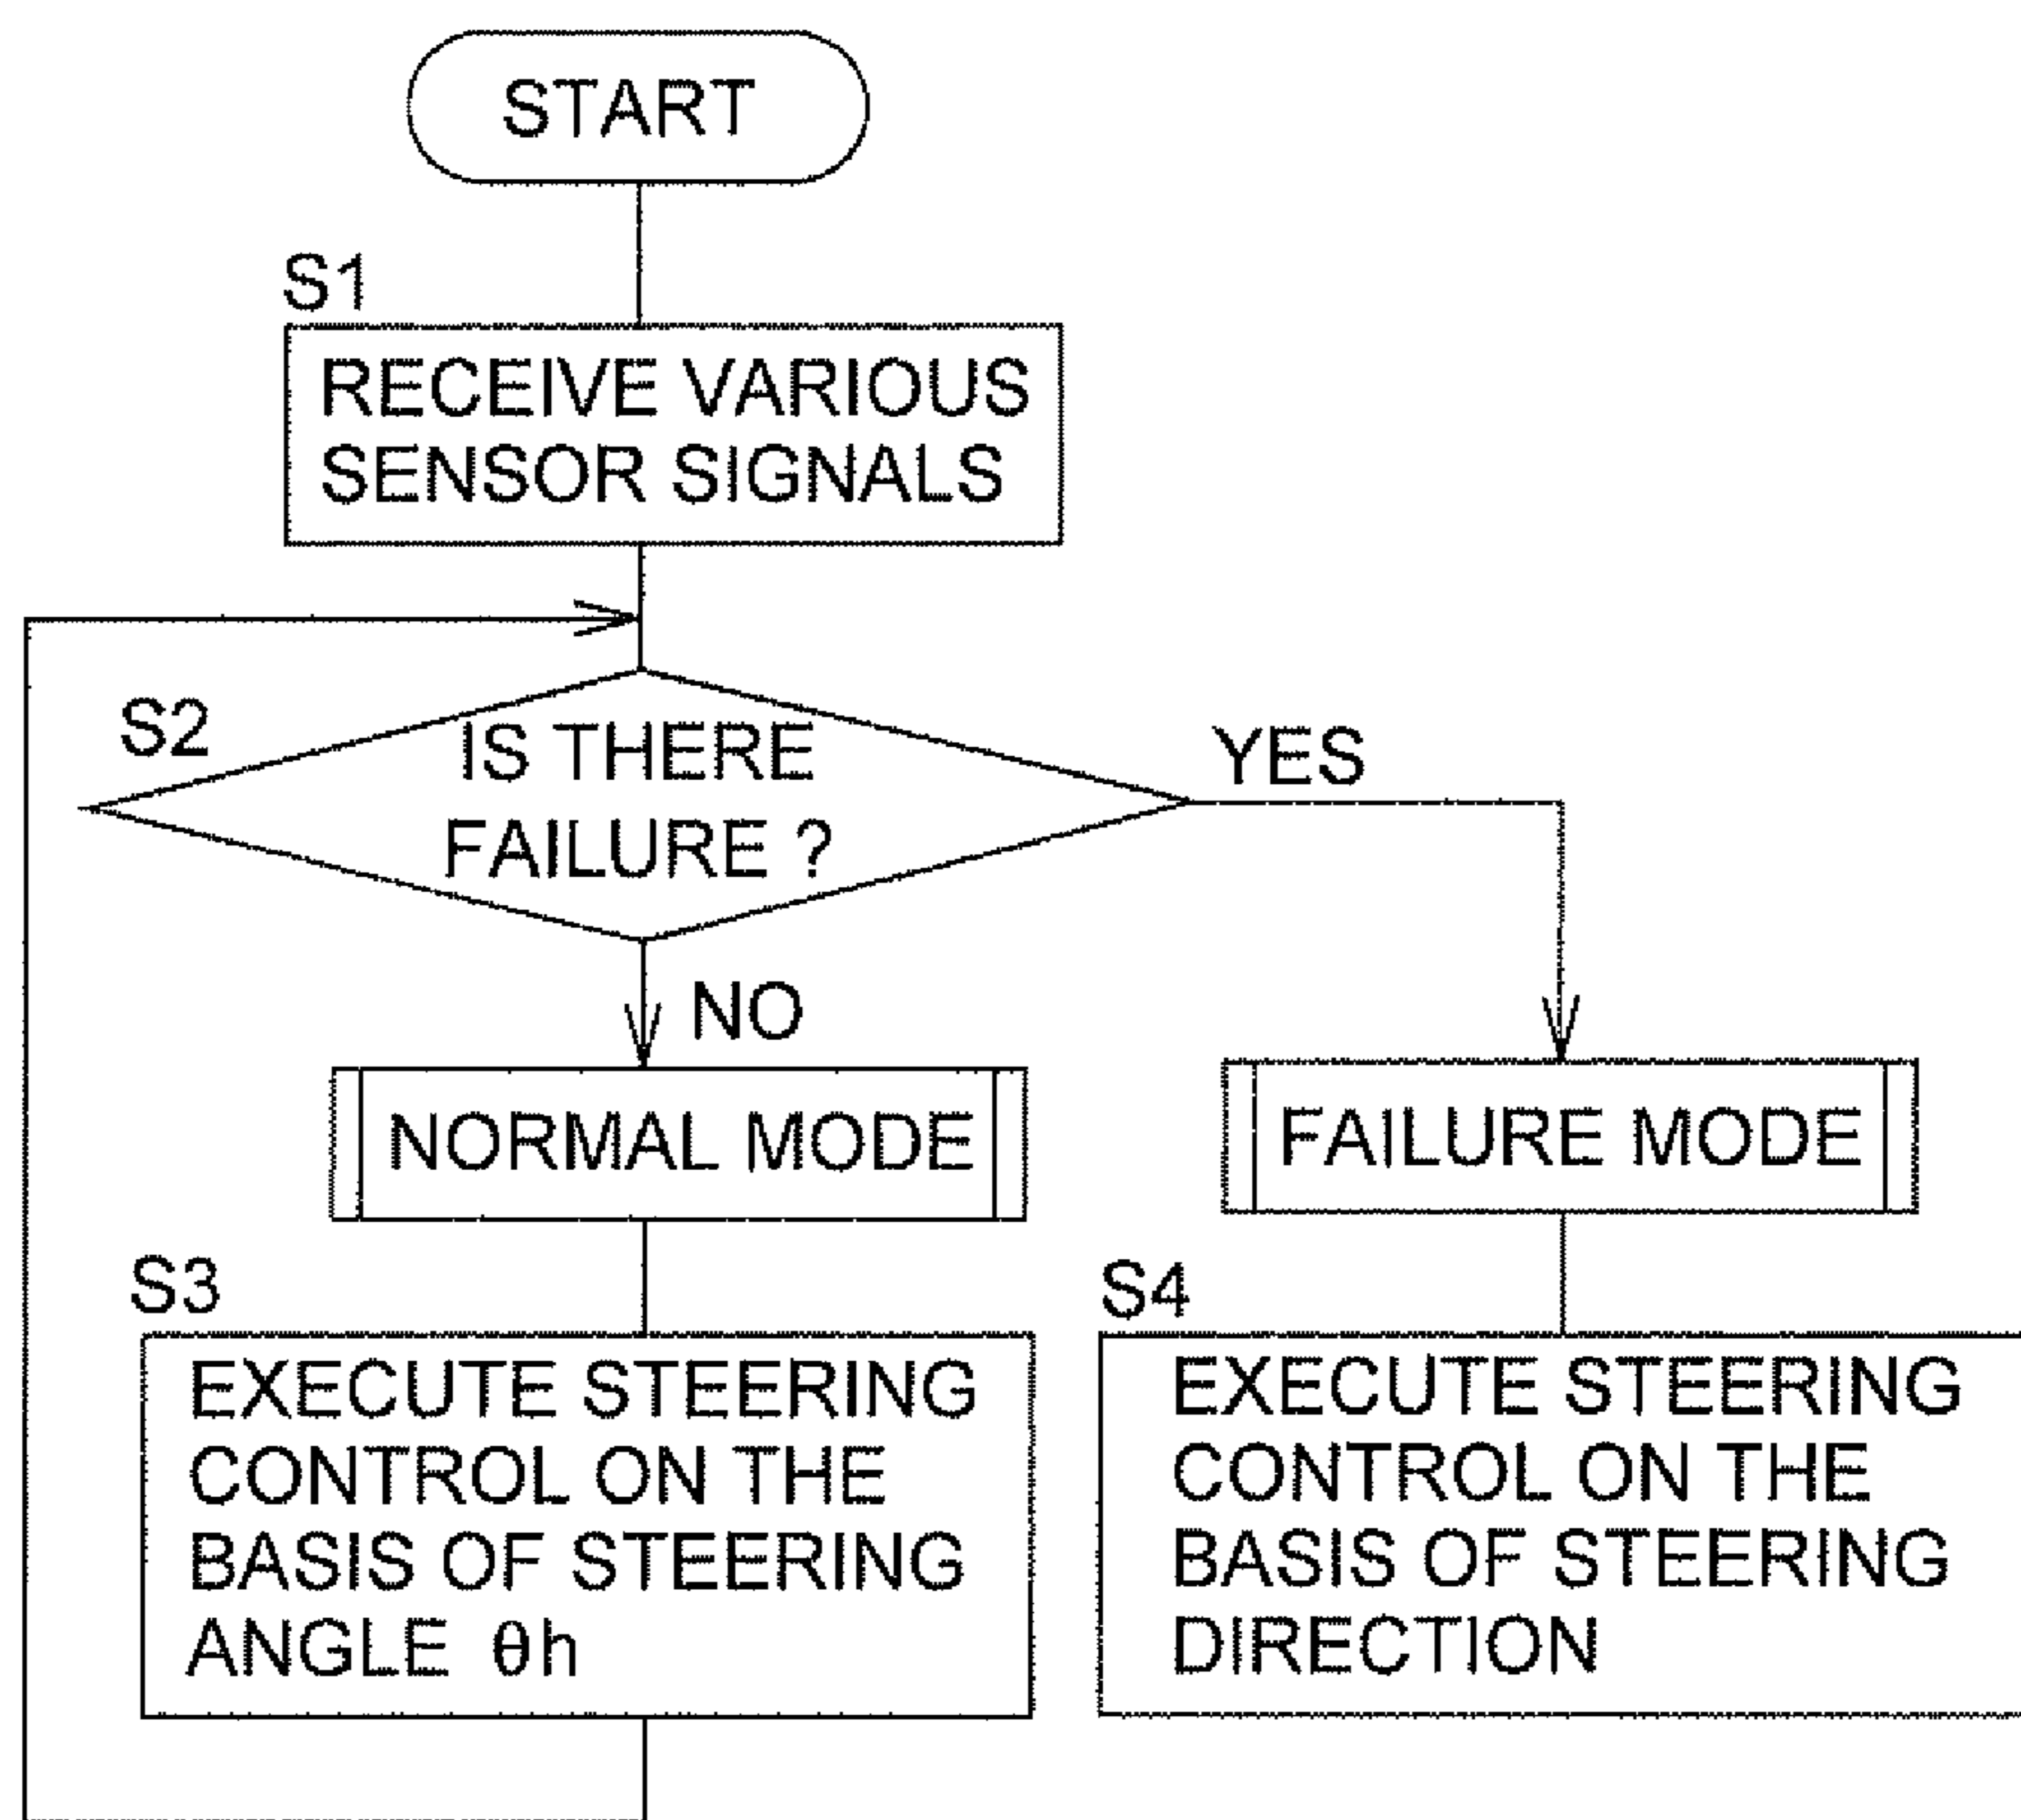 START
S1
RECEIVE VARIOUS
SENSOR SIGNALS
S2
IS THERE
FAILURE ?
YES
NO
NORMAL MODE
FAILURE MODE
S3
EXECUTE STEERING
CONTROL ON THE
BASIS OF STEERING
ANGLE θh
S4
EXECUTE STEERING
CONTROL ON THE
BASIS OF STEERING
DIRECTION